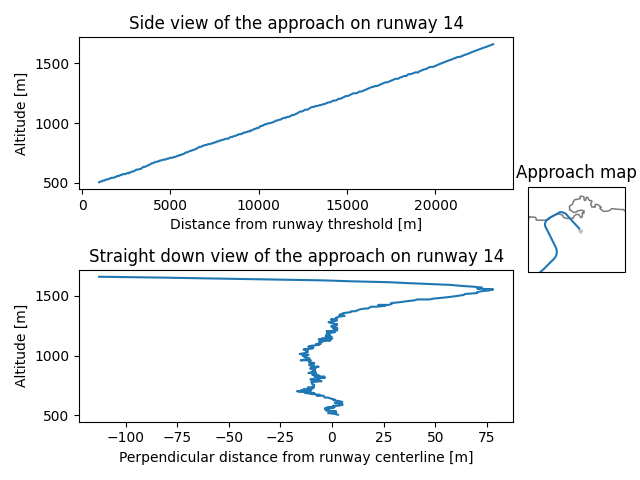 Side view of the approach on runway 14
Altitude [m]
1500
1000
500
0
5000
10000
15000
20000
Distance from runway threshold [m]
Approach map
Straight down view of the approach on runway 14
Altitude [m]
1500
1000
500
−100
−75
−50
−25
0
25
50
75
Perpendicular distance from runway centerline [m]